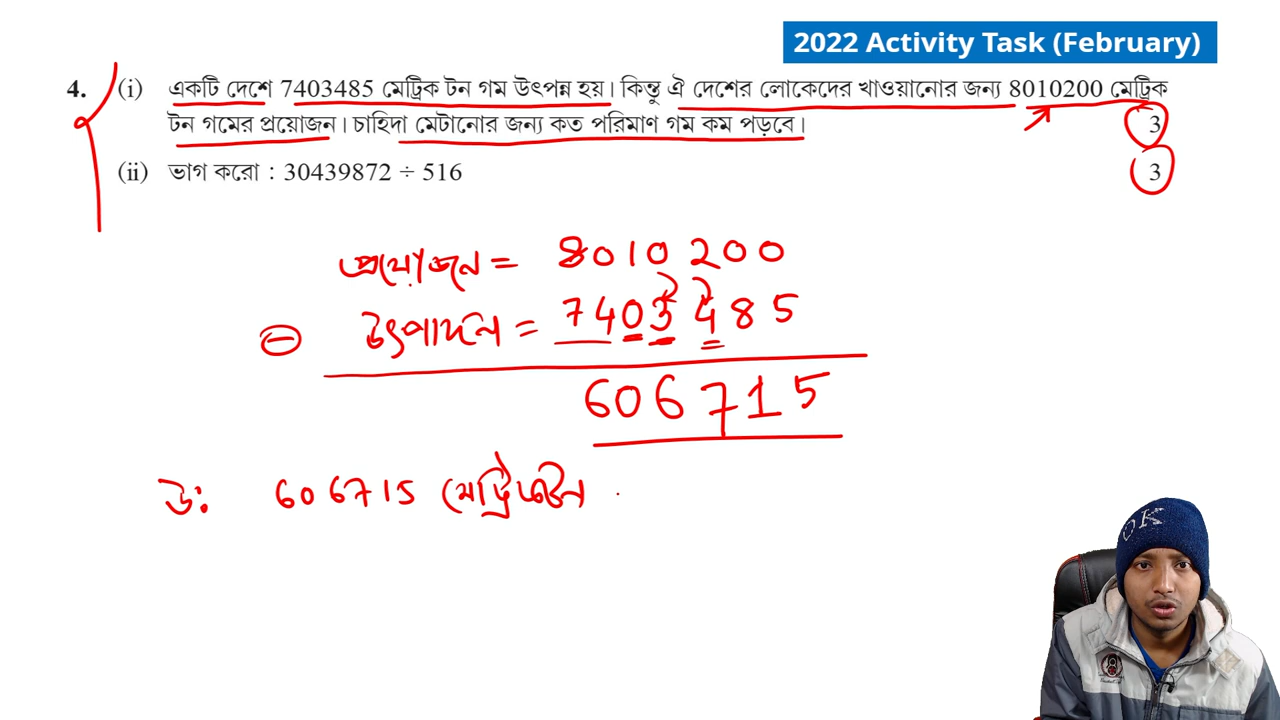 2022 Activity Task (February)
4. (i) একটি দেশে 7403485 মেট্রিক টন গম উৎপন্ন হয়। কিন্তু ঐ দেশের লোকেদের খাওয়ানোর জন্য 8010200 মেট্রিক
টন গমের প্রয়োজন। চাহিদা মেটানোর জন্য কত পরিমাণ গম কম পড়বে। 3
(ii) ভাগ করো : 30439872 ÷ 516 3
প্রয়োজন = 8010200
⊖ উৎপাদন = 7403485
606715
উঃ 606715 মেট্রিকটন
OK